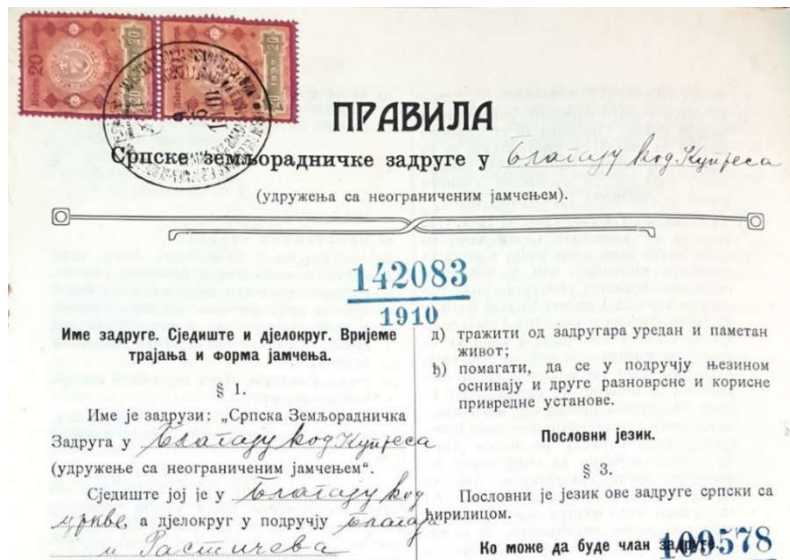 20
20
ПРАВИЛА
Српске земљорадничке задруге у Благају код Купреса
(удружења са неограниченим јамчењем).
142083
1910
Име задруге. Сједиште и дјелокруг. Вријеме
трајања и форма јамчења.
§ 1.
Име је задрузи: „Српска Земљорадничка
Задруга у Благају код Купреса
(удружење са неограниченим јамчењем“.
Сједиште јој је у Благају код
цркве, а дјелокруг у подручју Благаја
и Растичева
д) тражити од задругара уредан и паметан
живот;
ђ) помагати, да се у подручју њезином
оснивају и друге разноврсне и корисне
привредне установе.
Пословни језик.
§ 3.
Пословни је језик ове задруге српски са
ћирилицом.
Ко може да буде члан задруге.
109578